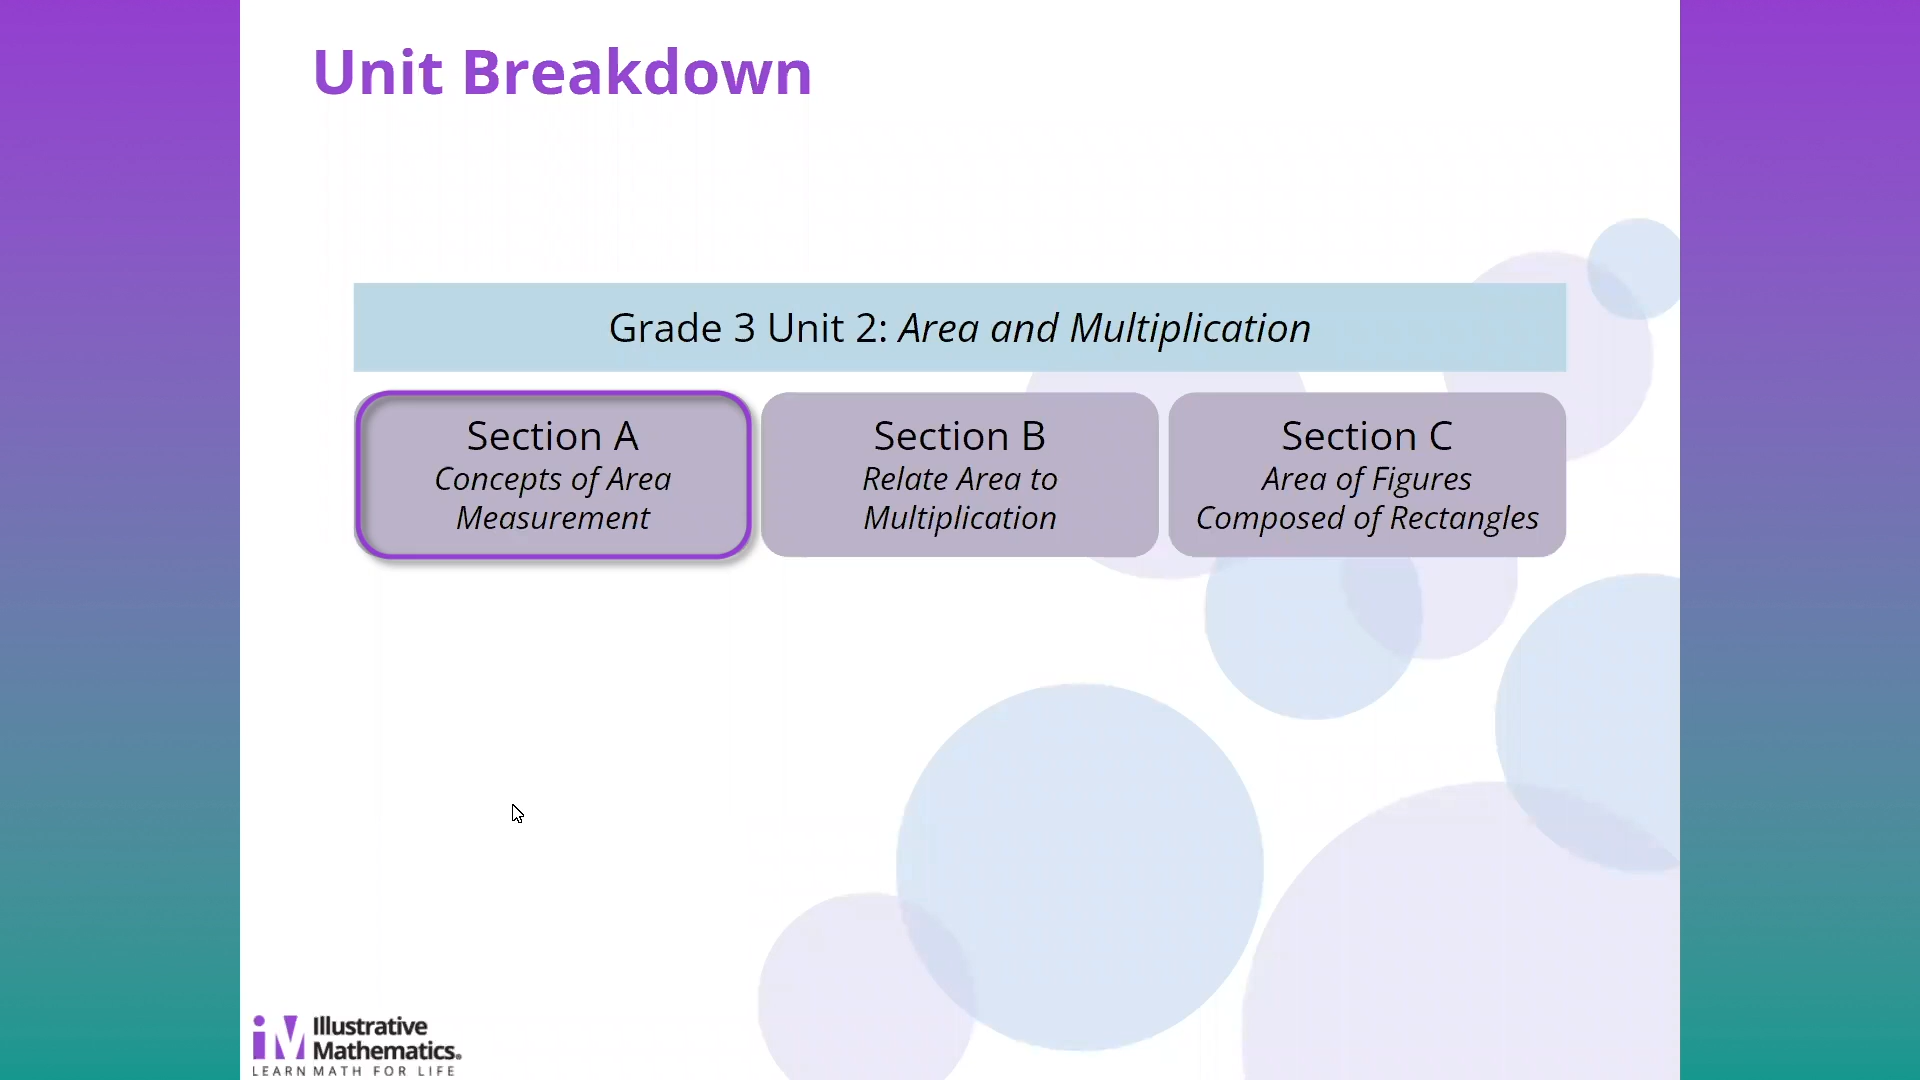 Unit Breakdown
Grade 3 Unit 2: Area and Multiplication
Section A
Concepts of Area
Measurement
Section B
Relate Area to
Multiplication
Section C
Area of Figures
Composed of Rectangles
iM Illustrative
Mathematics.
LEARN MATH FOR LIFE